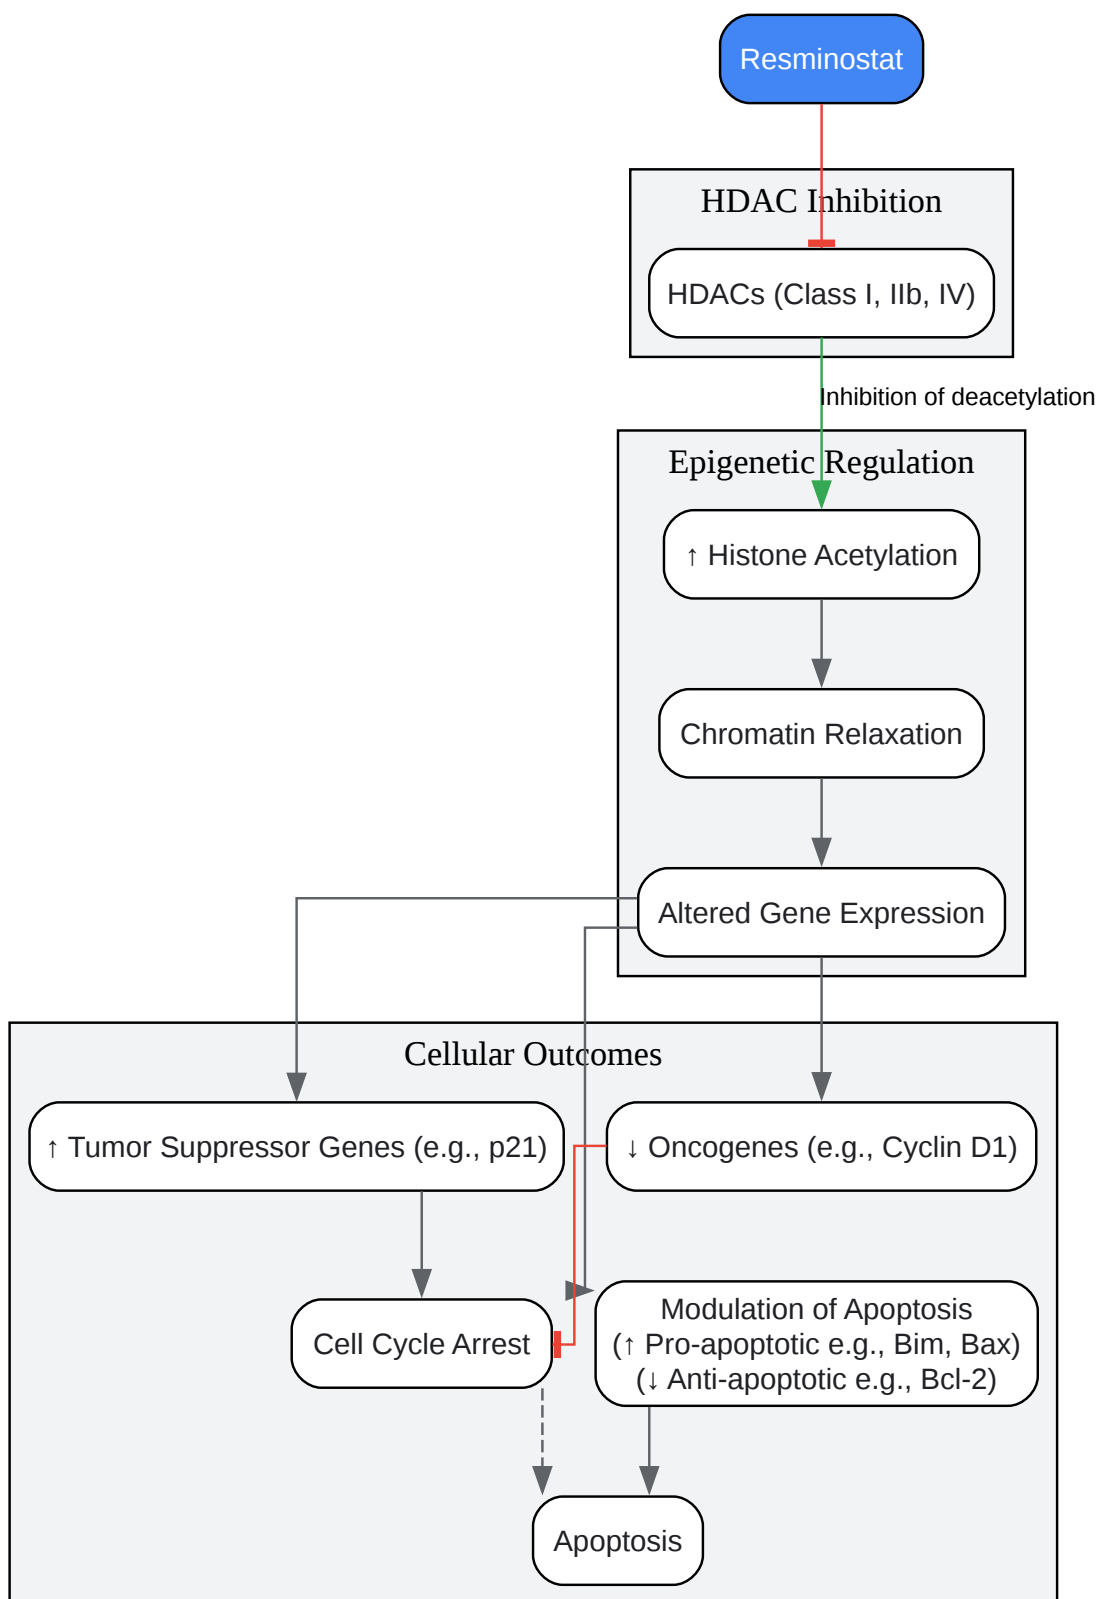 Resminostat
HDAC Inhibition
HDACs (Class I, IIb, IV)
Inhibition of deacetylation
Epigenetic Regulation
↑ Histone Acetylation
Chromatin Relaxation
Altered Gene Expression
Cellular Outcomes
↑ Tumor Suppressor Genes (e.g., p21)
↓ Oncogenes (e.g., Cyclin D1)
Cell Cycle Arrest
Modulation of Apoptosis
(↑ Pro-apoptotic e.g., Bim, Bax)
(↓ Anti-apoptotic e.g., Bcl-2)
Apoptosis